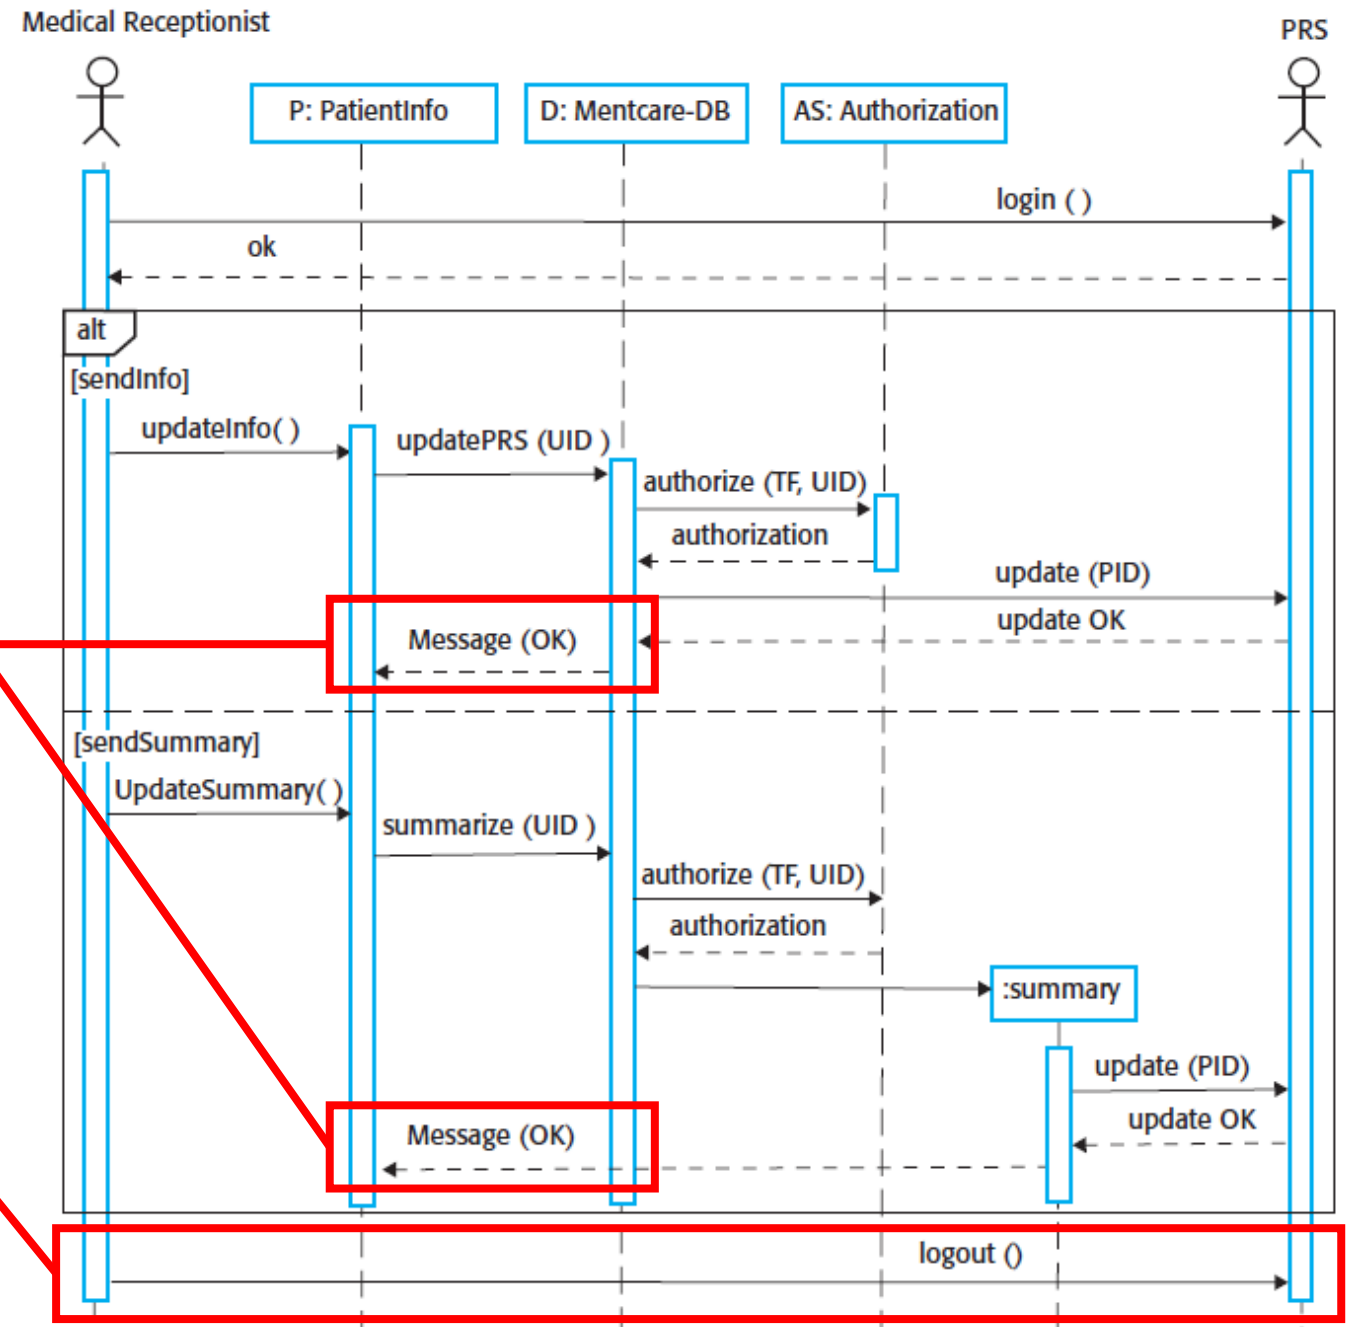 Medical Receptionist
PRS
P: PatientInfo
D: Mentcare-DB
AS: Authorization
login ( )
ok
alt
[sendInfo]
updateInfo( )
updatePRS (UID )
authorize (TF, UID)
authorization
update (PID)
update OK
Message (OK)
[sendSummary]
UpdateSummary( )
summarize (UID )
authorize (TF, UID)
authorization
:summary
update (PID)
update OK
Message (OK)
logout ()